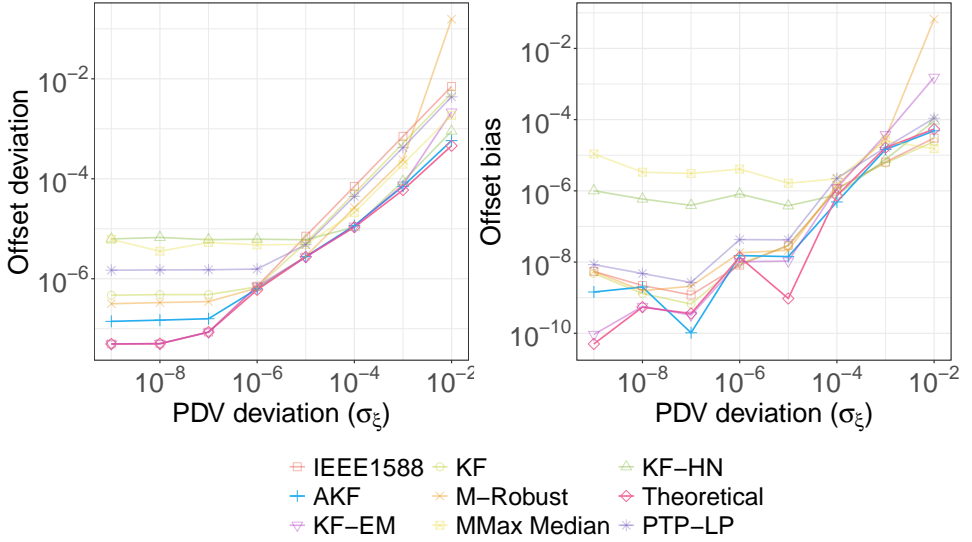 Offset deviation
10−2
10−4
10−6
10−8 10−6 10−4 10−2
PDV deviation (σξ)
Offset bias
10−2
10−4
10−6
10−8
10−10
10−8 10−6 10−4 10−2
PDV deviation (σξ)
IEEE1588 KF KF−HN
AKF M−Robust Theoretical
KF−EM MMax Median PTP−LP